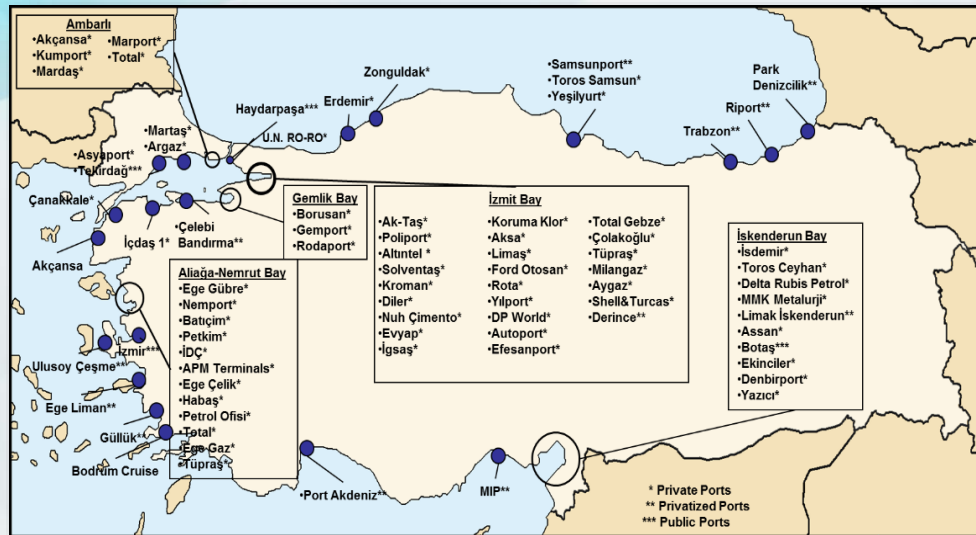 Ambarlı
•Akçansa* •Marport*
•Kumport* •Total*
•Mardaş*
Zonguldak*
Erdemir*
Haydarpaşa***
U.N. RO-RO*
•Samsunport**
•Toros Samsun*
•Yeşilyurt*
Park
Denizcilik**
Riport**
Trabzon**
•Martaş*
•Argaz*
•Asyaport*
•Tekirdağ***
Çanakkale*
Akçansa
İçdaş 1*
•Çelebi
Bandırma**
Gemlik Bay
•Borusan*
•Gemport*
•Rodaport*
İzmit Bay
•Ak-Taş*
•Poliport*
•Altıntel *
•Solventaş*
•Kroman*
•Diler*
•Nuh Çimento*
•Evyap*
•İgsaş*
•Koruma Klor*
•Aksa*
•Limaş*
•Ford Otosan*
•Rota*
•Yılport*
•DP World*
•Autoport*
•Efesanport*
•Total Gebze*
•Çolakoğlu*
•Tüpraş*
•Milangaz*
•Aygaz*
•Shell&Turcas*
•Derince**
İskenderun Bay
•İsdemir*
•Toros Ceyhan*
•Delta Rubis Petrol*
•MMK Metalurji*
•Limak İskenderun**
•Assan*
•Botaş***
•Ekinciler*
•Denbirport*
•Yazıcı*
Aliağa-Nemrut Bay
•Ege Gübre*
•Nemport*
•Batıçim*
•Petkim*
•İDÇ*
•APM Terminals*
•Ege Çelik*
•Habaş*
•Petrol Ofisi*
•Total*
•Ege Gaz*
•Tüpraş*
İzmir***
Ulusoy Çeşme**
Ege Liman**
Güllük**
Bodrum Cruise
•Port Akdeniz**
MIP**
* Private Ports
** Privatized Ports
*** Public Ports